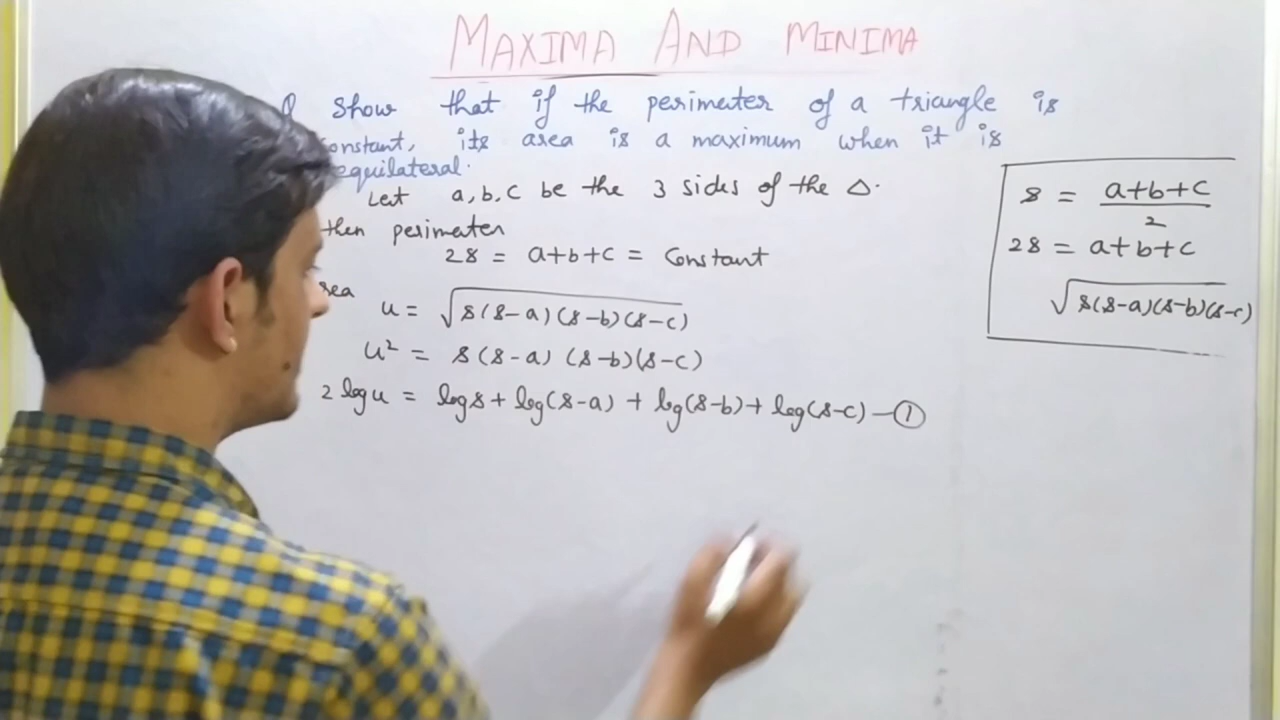 MAXIMA AND MINIMA
Show that if the perimeter of a triangle is
onstant, its area is a maximum when it is
equilateral.
Let a, b, c be the 3 sides of the Δ.
then perimeter
2s = a+b+c = Constant
rea
u = √s(s-a)(s-b)(s-c)
u² = s(s-a)(s-b)(s-c)
2 log u = log s + log(s-a) + log(s-b) + log(s-c) —①
s = (a+b+c)/2
2s = a+b+c
√s(s-a)(s-b)(s-c)